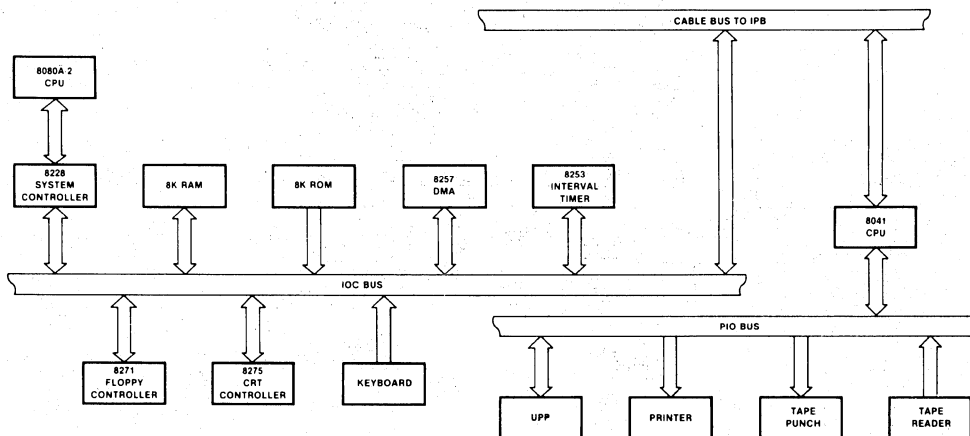 CABLE BUS TO IPB
8080A-2
CPU
8228
SYSTEM
CONTROLLER
8K RAM
8K ROM
8257
DMA
8253
INTERVAL
TIMER
8041
CPU
IOC BUS
PIO BUS
8271
FLOPPY
CONTROLLER
8275
CRT
CONTROLLER
KEYBOARD
UPP
PRINTER
TAPE
PUNCH
TAPE
READER